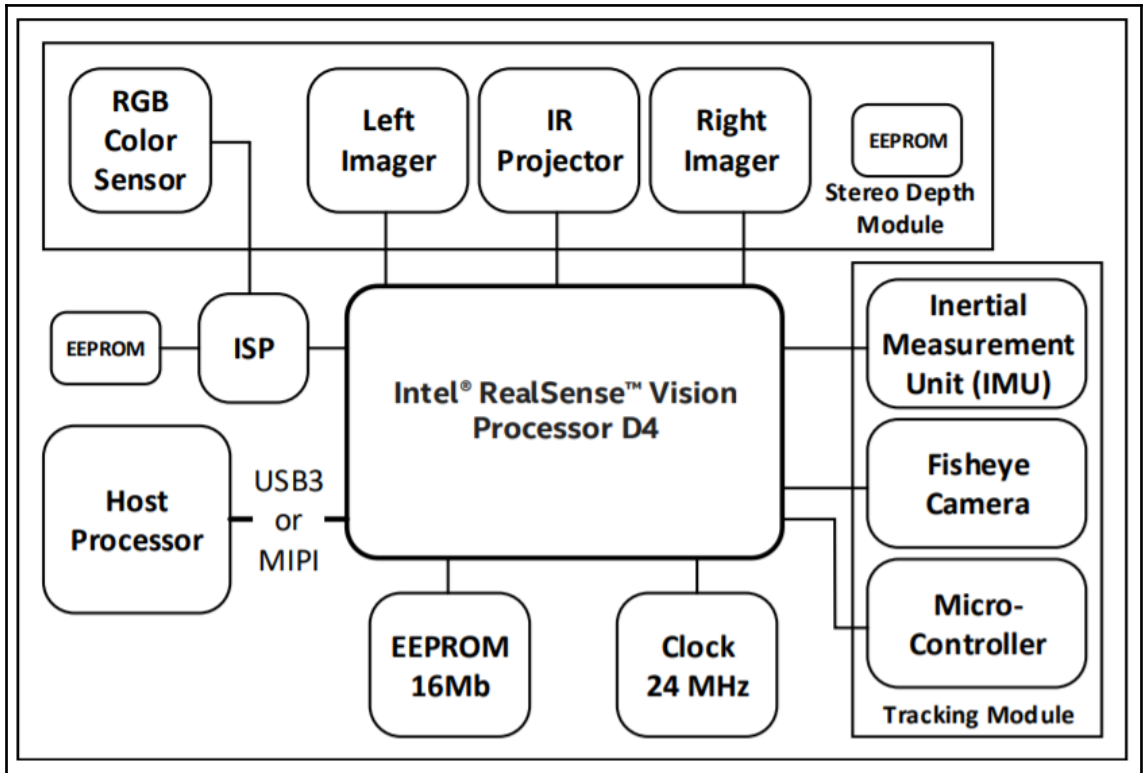 RGB
Color
Sensor
Left
Imager
IR
Projector
Right
Imager
EEPROM
Stereo Depth
Module
EEPROM
ISP
Intel® RealSense™ Vision
Processor D4
Inertial
Measurement
Unit (IMU)
Fisheye
Camera
Micro-
Controller
Tracking Module
Host
Processor
USB3
or
MIPI
EEPROM
16Mb
Clock
24 MHz